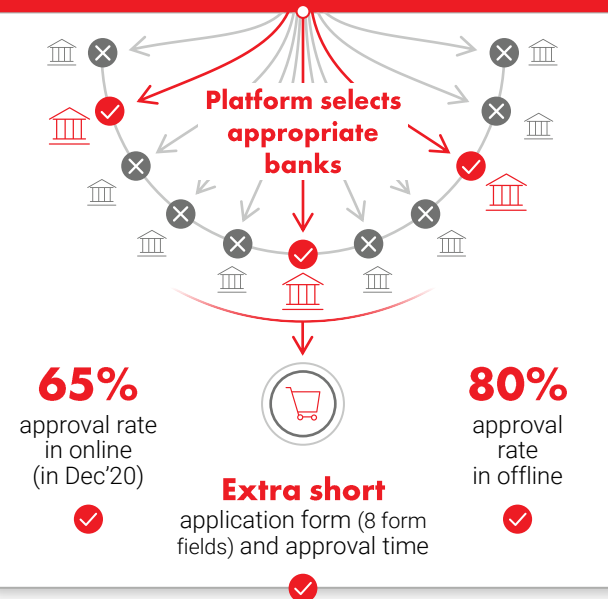 Platform selects
appropriate
banks
65%
approval rate
in online
(in Dec'20)
80%
approval
rate
in offline
Extra short
application form (8 form
fields) and approval time